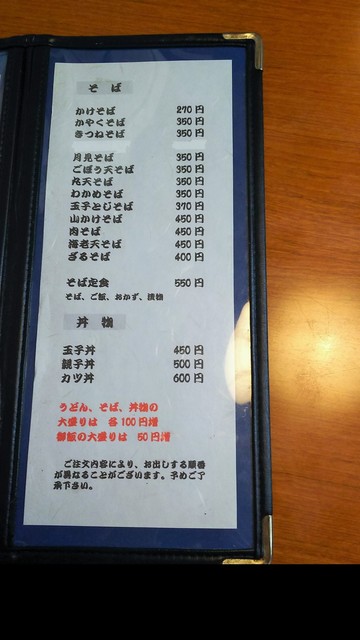 そば
かけそば 270円
かやくそば 350円
きつねそば 350円
月見そば 350円
ごぼう天そば 350円
丸天そば 350円
わかめそば 350円
玉子とじそば 370円
山かけそば 450円
肉そば 450円
海老天そば 450円
ざるそば 400円
そば定食 550円
そば、ご飯、おかず、漬物
丼物
玉子丼 450円
親子丼 500円
カツ丼 600円
うどん、そば、丼物の
大盛りは 各100円増
御飯の大盛りは 50円増
ご注文内容により、お出しする順番
が異なることがございます。予めご了
承下さい。